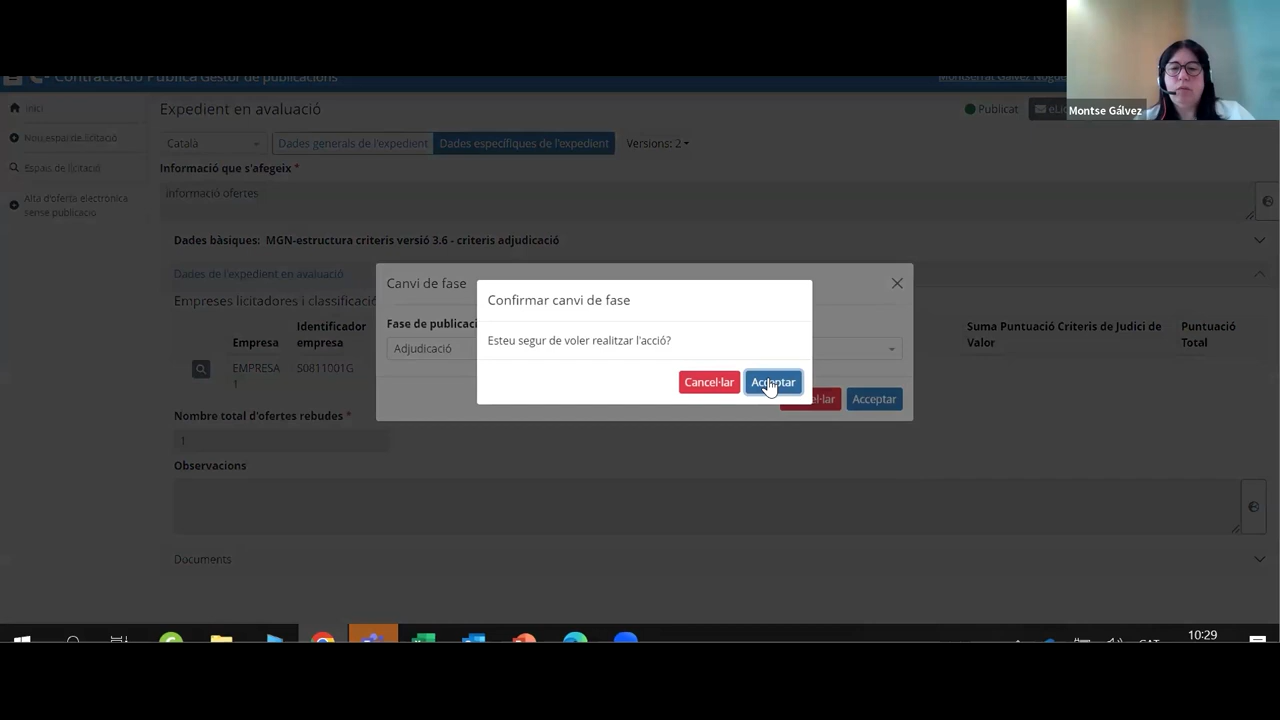 Contractació Pública Gestor de publicacions
Montse Gálvez
Inici
Expedient en avaluació
Publicat
Nou espai de licitació
Català
Dades generals de l'expedient
Dades específiques de l'expedient
Versions: 2
Espais de licitació
Informació que s'afegeix *
Alta d'oferta electrònica
sense publicació
informació ofertes
Dades bàsiques: MGN-estructura criteris versió 3.6 - criteris adjudicació
Dades de l'expedient en avaluació
Canvi de fase
Empreses licitadores i classificació
Confirmar canvi de fase
Fase de publicaci
Identificador
empresa
Empresa
Suma Puntuació Criteris de Judici de
Valor
Puntuació
Total
Esteu segur de voler realitzar l'acció?
Adjudicació
EMPRESA
1
S0811001G
Cancel·lar
Acceptar
el·lar
Acceptar
Nombre total d'ofertes rebudes *
1
Observacions
Documents
10:29